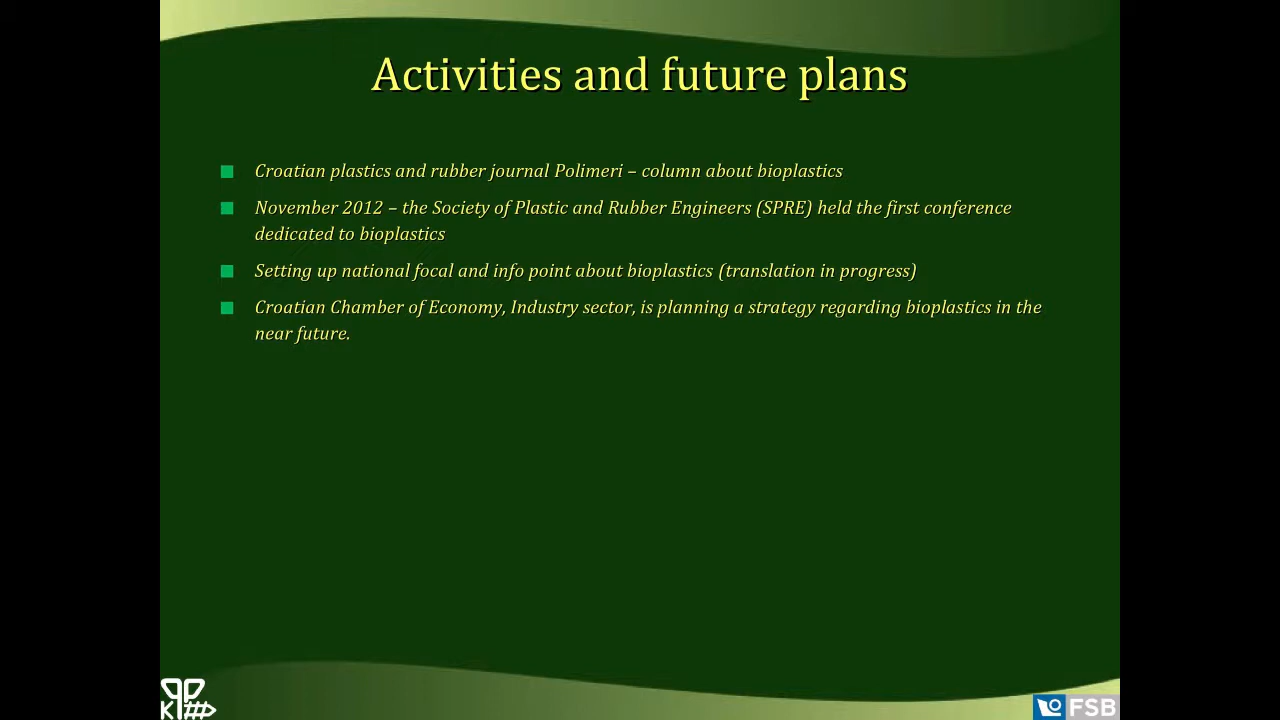 Activities and future plans
Croatian plastics and rubber journal Polimeri – column about bioplastics
November 2012 – the Society of Plastic and Rubber Engineers (SPRE) held the first conference
dedicated to bioplastics
Setting up national focal and info point about bioplastics (translation in progress)
Croatian Chamber of Economy, Industry sector, is planning a strategy regarding bioplastics in the
near future.
FSB